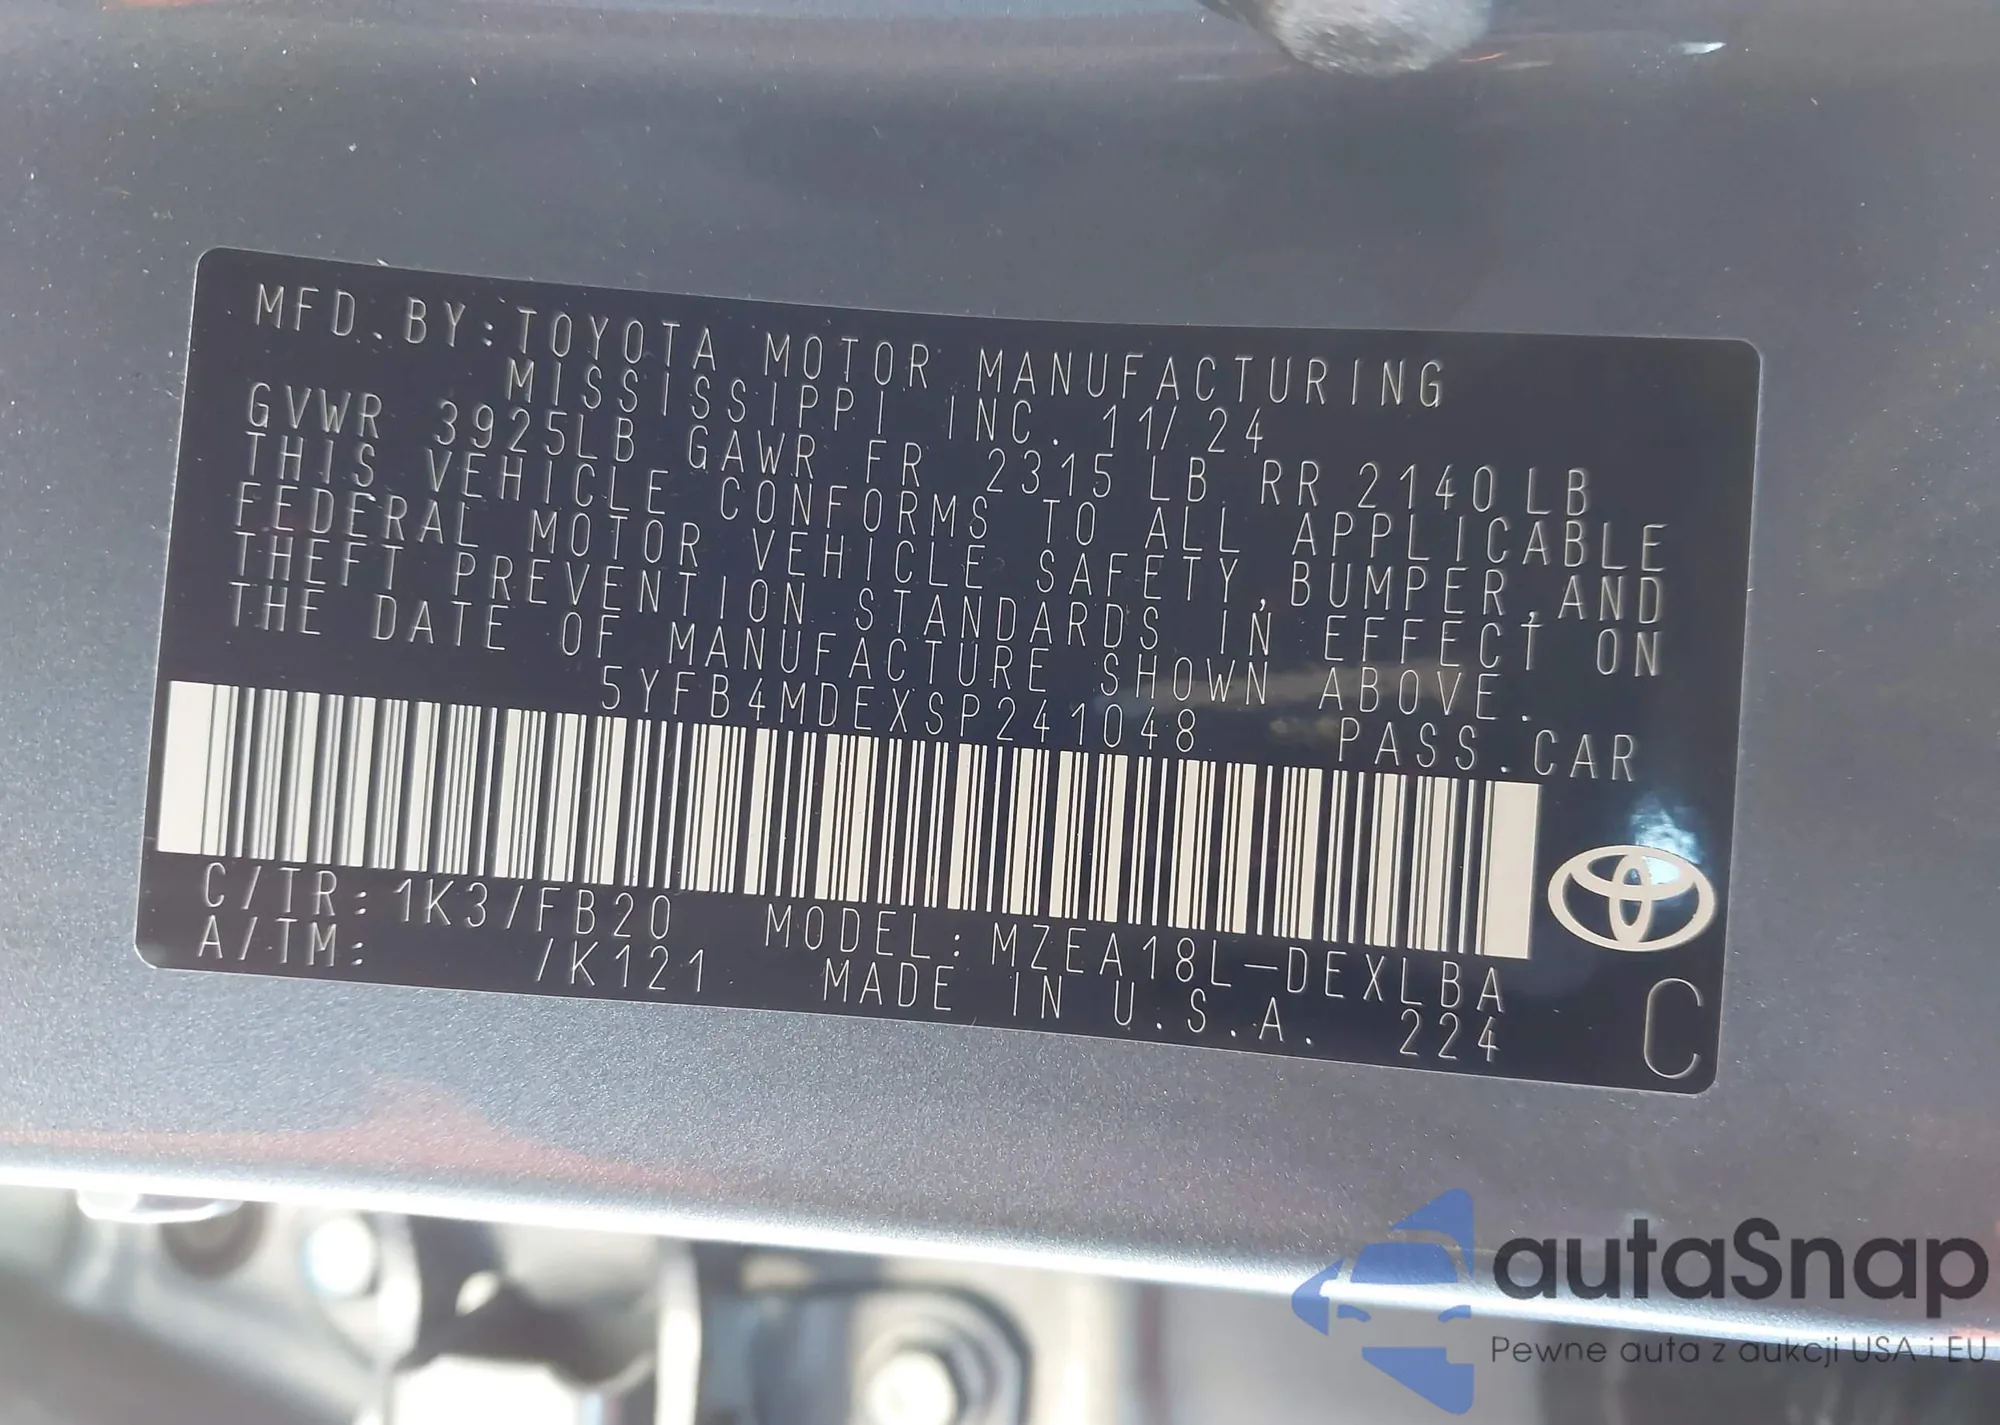 MFD.BY:TOYOTA MOTOR MANUFACTURING
MISSISSIPPI INC. 11/24
GVWR 3925LB GAWR FR 2315LB RR 2140LB
THIS VEHICLE CONFORMS TO ALL APPLICABLE
FEDERAL MOTOR VEHICLE SAFETY,BUMPER,AND
THEFT PREVENTION STANDARDS IN EFFECT ON
THE DATE OF MANUFACTURE SHOWN ABOVE.
5YFB4MDEXSP241048 PASS.CAR
C/TR:1K3/FB20 MODEL:MZEA18L-DEXLBA
A/TM: /K121 MADE IN U.S.A. 224
C
autaSnap
Pewne auta z aukcji USA i EU